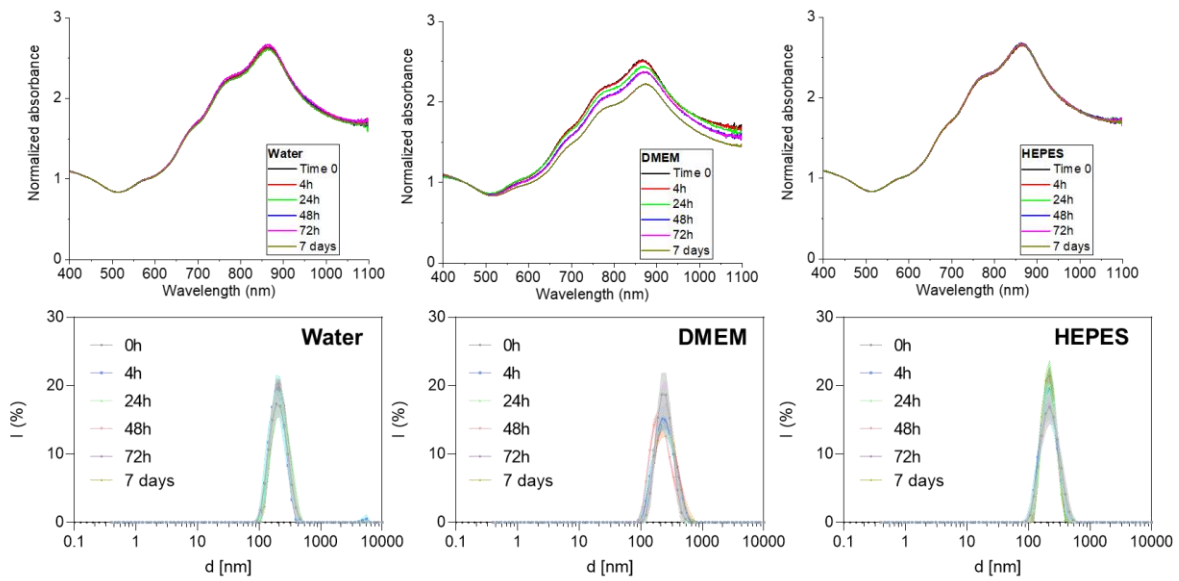 3
2
1
0
Normalized absorbance
Water
Time 0
4h
24h
48h
72h
7 days
400 500 600 700 800 900 1000 1100
Wavelength (nm)
3
2
1
0
Normalized absorbance
DMEM
Time 0
4h
24h
48h
72h
7 days
400 500 600 700 800 900 1000 1100
Wavelength (nm)
3
2
1
0
Normalized absorbance
HEPES
Time 0
4h
24h
48h
72h
7 days
400 500 600 700 800 900 1000 1100
Wavelength (nm)
30
20
10
0
I (%)
Water
0h
4h
24h
48h
72h
7 days
0.1 1 10 100 1000 10000
d [nm]
30
20
10
0
I (%)
DMEM
0h
4h
24h
48h
72h
7 days
0.1 1 10 100 1000 10000
d [nm]
30
20
10
0
I (%)
HEPES
0h
4h
24h
48h
72h
7 days
0.1 1 10 100 1000 10000
d [nm]